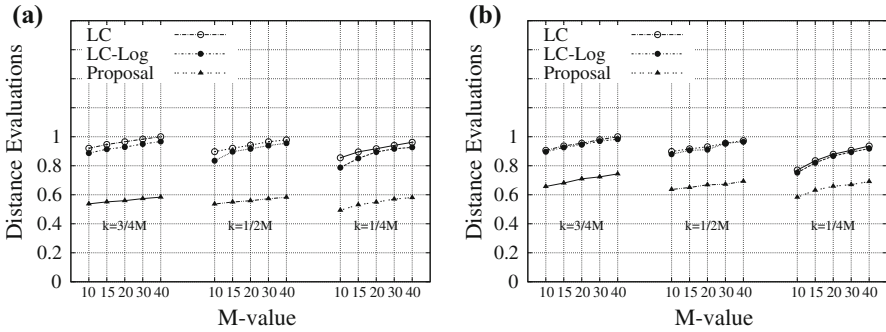 (a)
LC
LC-Log
Proposal
Distance Evaluations
1
0.8
0.6
0.4
0.2
0
k=3/4M
k=1/2M
k=1/4M
10 15 20 30 40
10 15 20 30 40
10 15 20 30 40
M-value
(b)
LC
LC-Log
Proposal
Distance Evaluations
1
0.8
0.6
0.4
0.2
0
k=3/4M
k=1/2M
k=1/4M
10 15 20 30 40
10 15 20 30 40
10 15 20 30 40
M-value